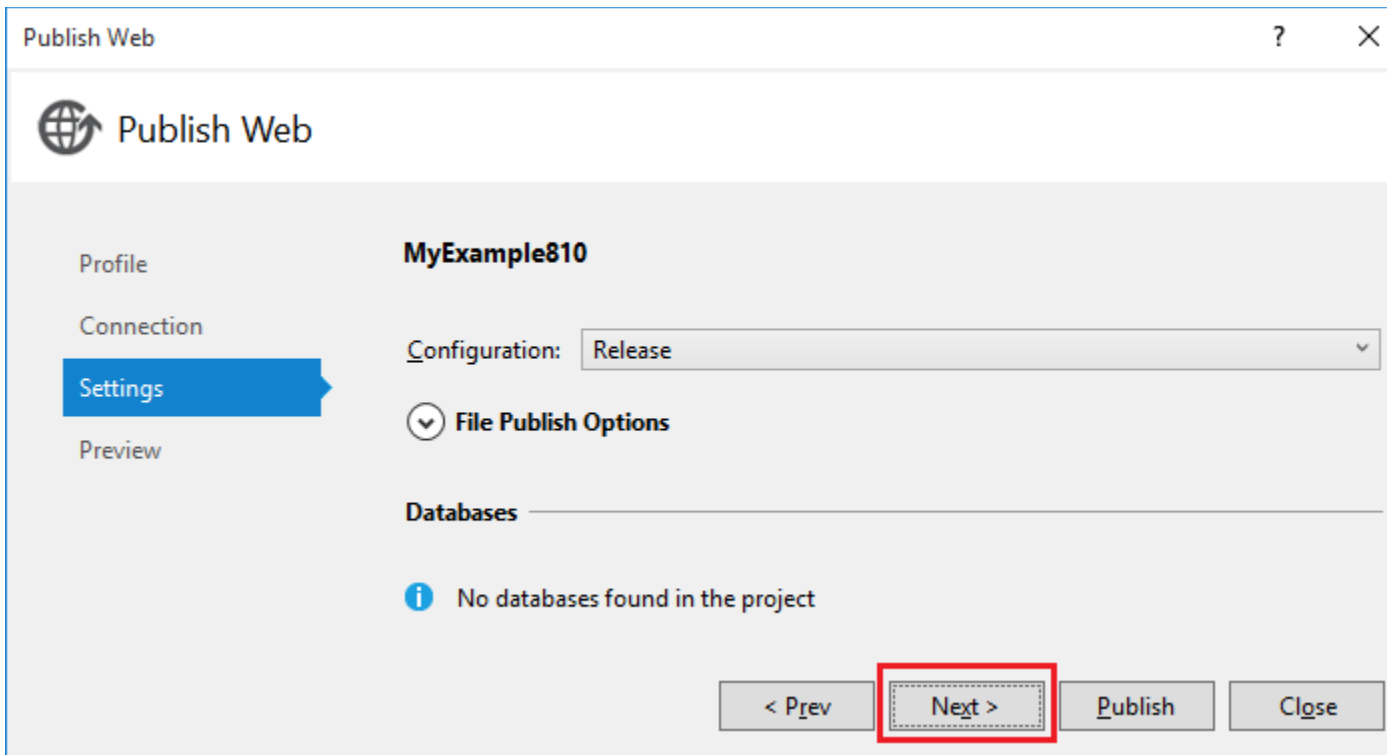 Publish Web
?
Publish Web
Profile
Connection
Settings
Preview
MyExample810
Configuration: Release
File Publish Options
Databases
No databases found in the project
< Prev Next > Publish Close